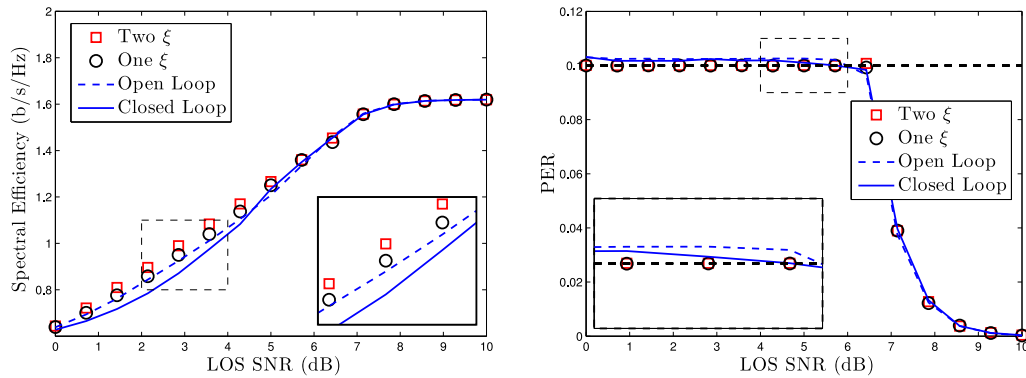 2
1.8
1.6
1.4
1.2
1
0.8
0.6
Spectral Efficiency (b/s/Hz)
Two ξ
One ξ
Open Loop
Closed Loop
0 1 2 3 4 5 6 7 8 9 10
LOS SNR (dB)
0.12
0.1
0.08
0.06
0.04
0.02
0
PER
Two ξ
One ξ
Open Loop
Closed Loop
0 1 2 3 4 5 6 7 8 9 10
LOS SNR (dB)